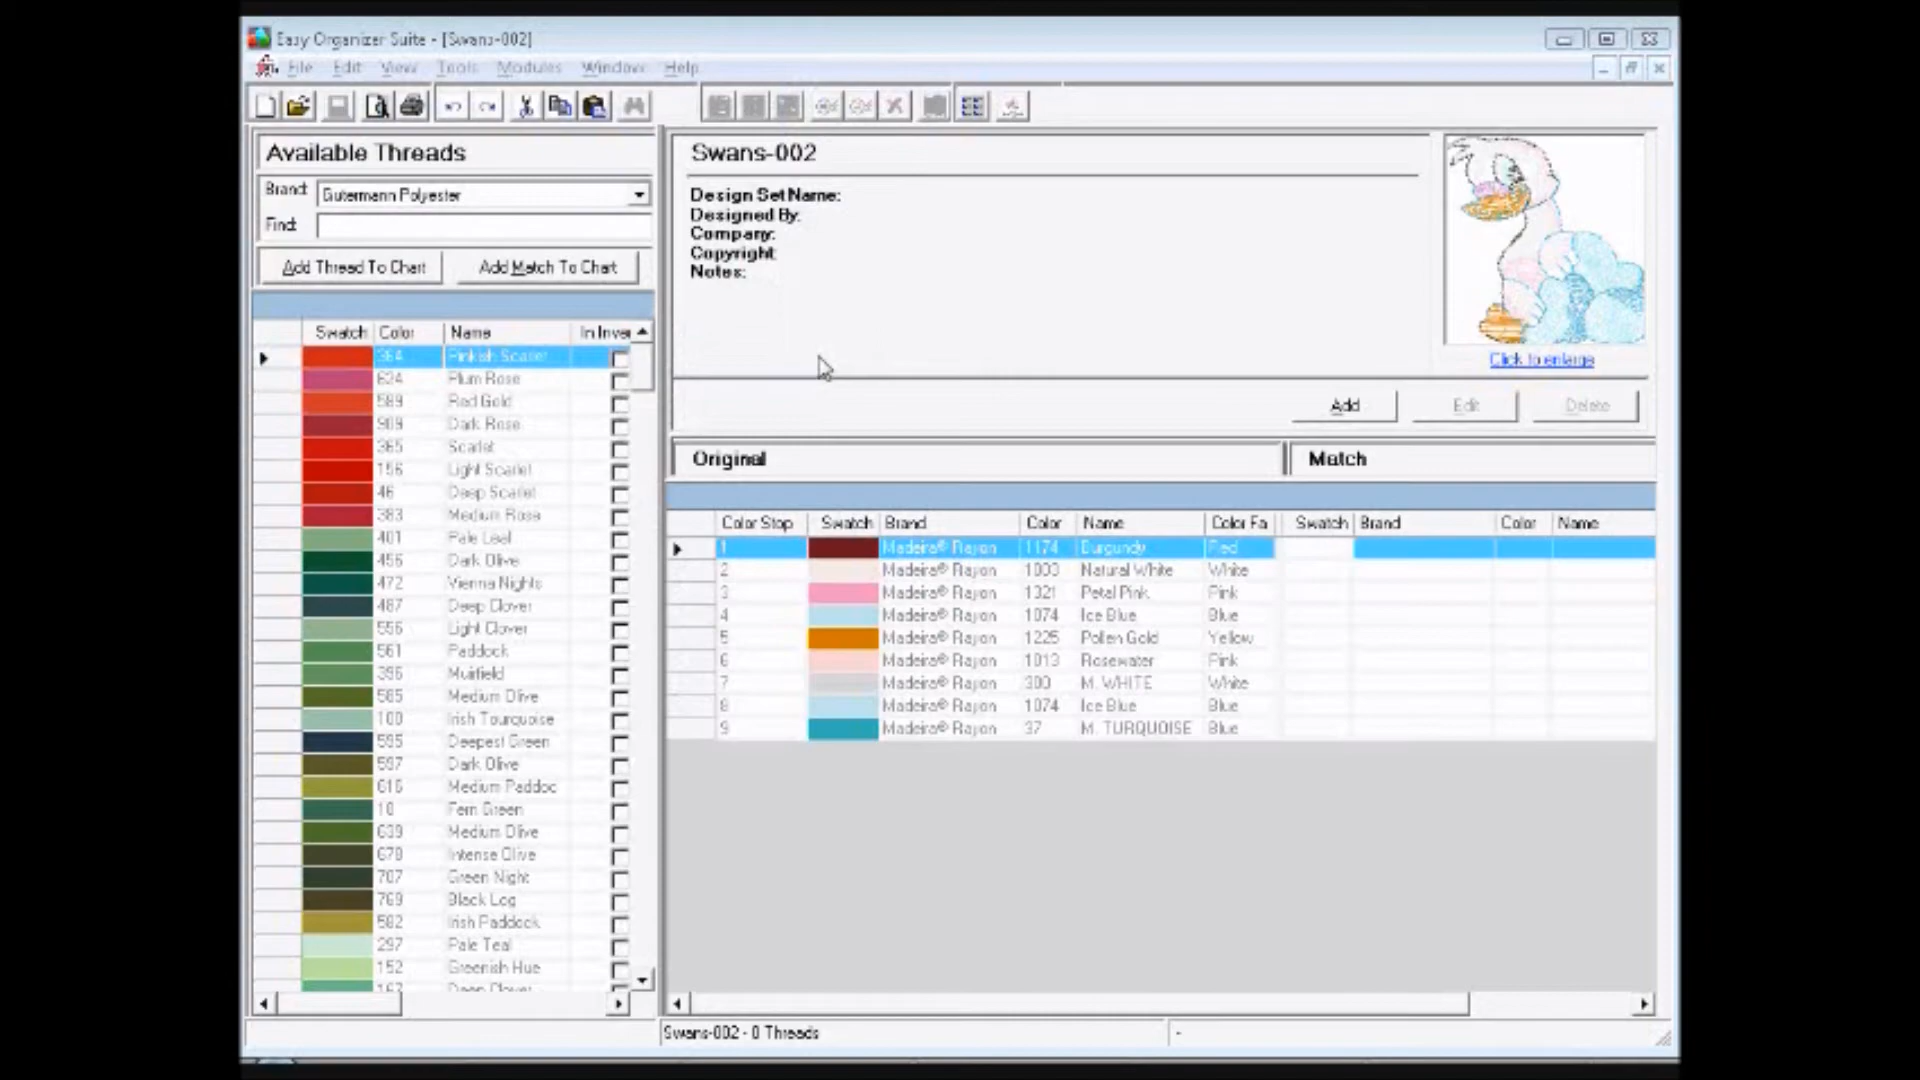 Easy Organizer Suite - [Swans-002]
File Edit View Tools Modules Window Help
Available Threads
Brand: Gutermann Polyester
Find:
Add Thread To Chart Add Match To Chart
Swatch Color Name In Inver
364 Pinkish Scarlet
624 Plum Rose
589 Red Gold
909 Dark Rose
365 Scarlet
156 Light Scarlet
46 Deep Scarlet
383 Medium Rose
401 Pale Leaf
456 Dark Olive
472 Vienna Nights
487 Deep Clover
556 Light Clover
561 Paddock
396 Muirfield
585 Medium Olive
100 Irish Tourquoise
595 Deepest Green
597 Dark Olive
616 Medium Paddoc
18 Fern Green
Medium Olive
Intense Olive
707 Green Night
769 Black Log
582 Irish Paddock
297 Pale Teal
152 Greenish Hue
167 Deep Clover
Swans-002
Design Set Name:
Designed By:
Company:
Copyright
Notes:
Click to enlarge
Add Edit Delete
Original Match
Color Stop Swatch Brand Color Name Color Fa Swatch Brand Color Name
1 Madeira® Rayon 1174 Burgundy Red
2 Madeira® Rayon 1003 Natural White White
3 Madeira® Rayon 1321 Petal Pink Pink
4 Madeira® Rayon 1074 Ice Blue Blue
5 Madeira® Rayon 1225 Pollen Gold Yellow
6 Madeira® Rayon 1013 Rosewater Pink
7 Madeira® Rayon 300 M. WHITE White
8 Madeira® Rayon 1074 Ice Blue Blue
9 Madeira® Rayon 37 M. TURQUOISE Blue
Swans-002 - 0 Threads -